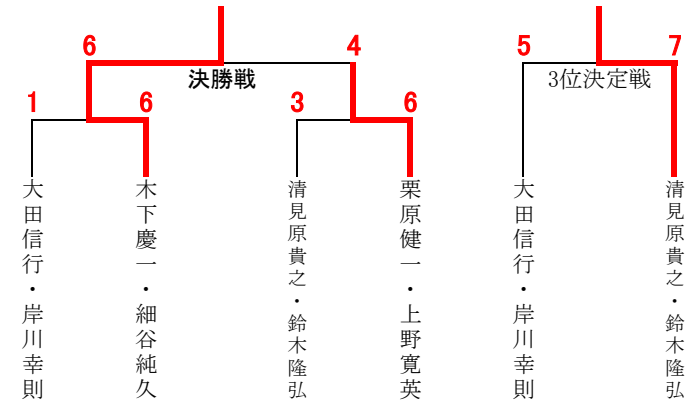 6
4
決勝戦
1
6
3
6
大田信行・岸川幸則
木下慶一・細谷純久
清見原貴之・鈴木隆弘
栗原健一・上野寛英
5
7
3位決定戦
大田信行・岸川幸則
清見原貴之・鈴木隆弘